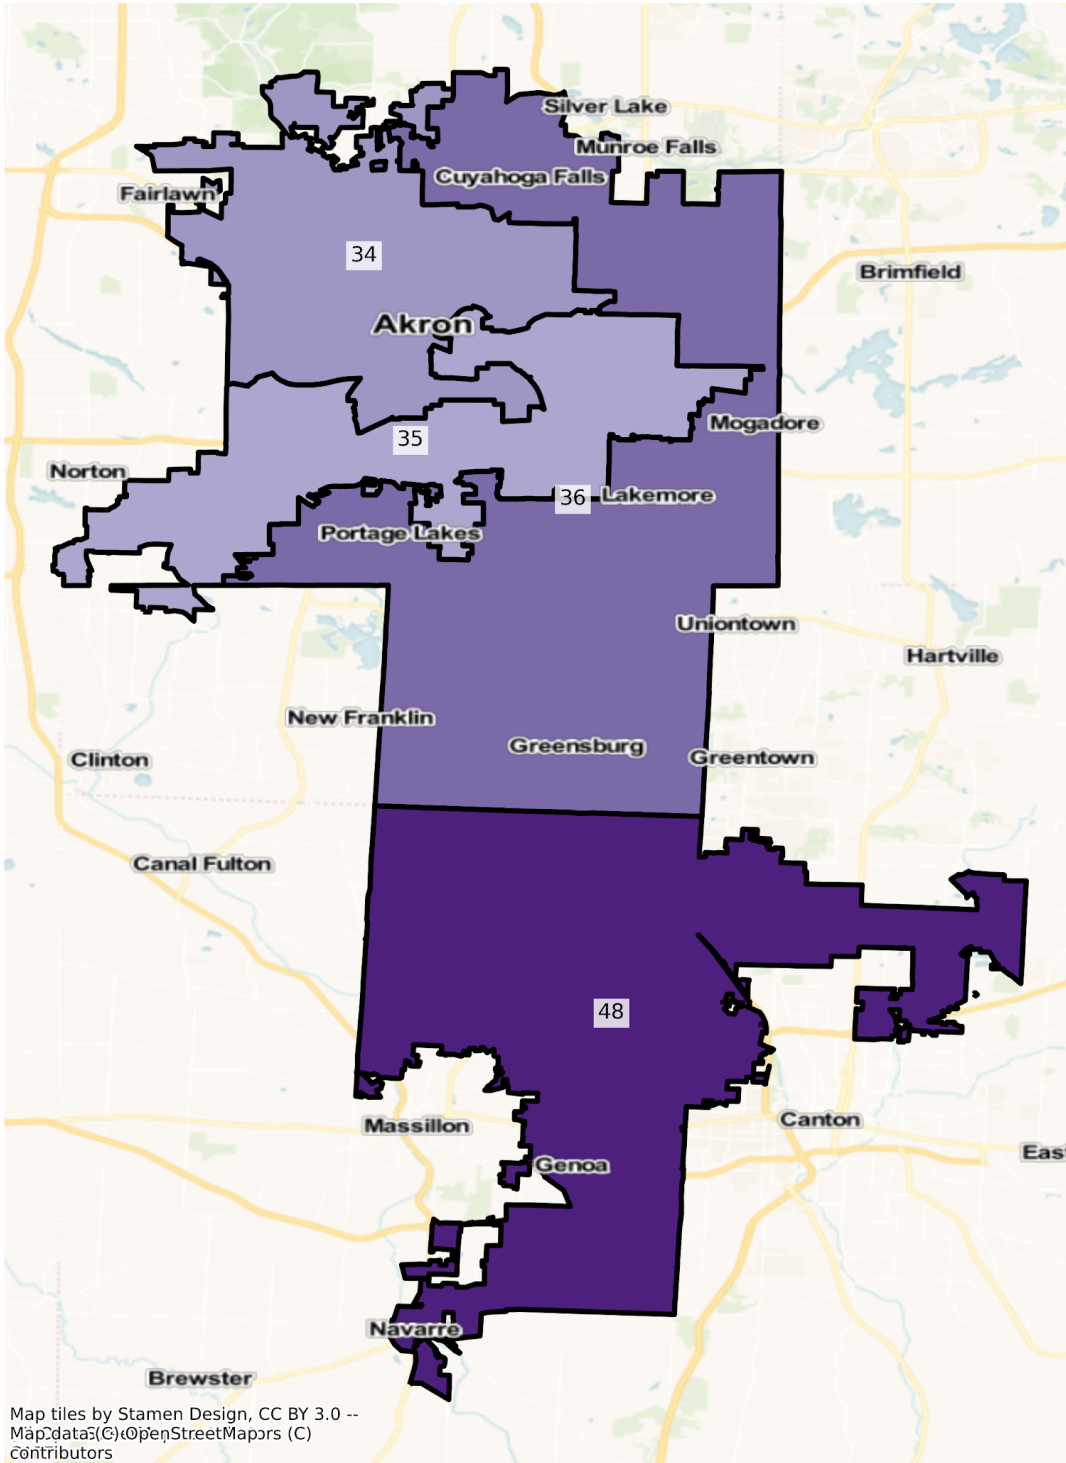 Silver Lake
Munroe Falls
Cuyahoga Falls
Fairlawn
34
Brimfield
Akron
Mogadore
35
Norton
36
Lakemore
Portage Lakes
Uniontown
Hartville
New Franklin
Greensburg
Greentown
Clinton
Canal Fulton
48
Massillon
Canton
Genoa
East
Navarre
Brewster
Map tiles by Stamen Design, CC BY 3.0 --
Map data (C) OpenStreetMap (C)
contributors